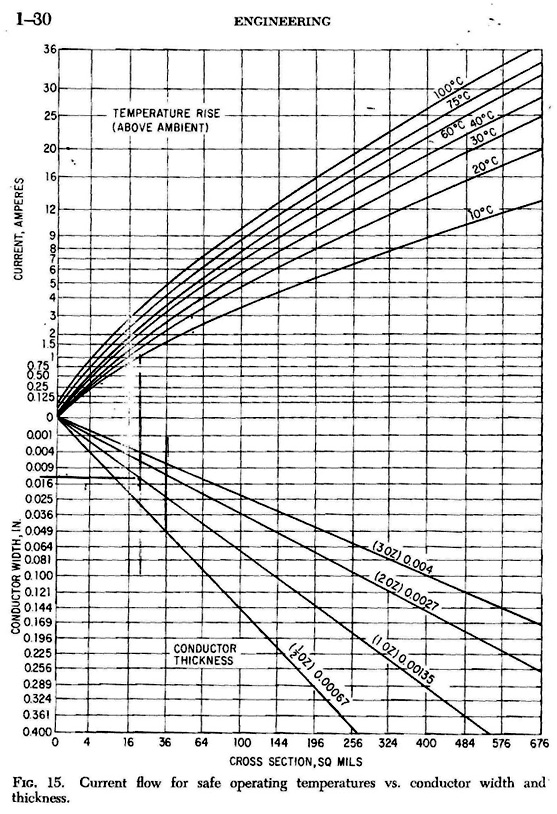 I–30
ENGINEERING
36
30
25
20
16
12
9
8
7
6
5
4
3
2
1.5
1
0.75
0.50
0.25
0.125
0
CURRENT, AMPERES
TEMPERATURE RISE
(ABOVE AMBIENT)
100°C
75°C
60°C 40°C
30°C
20°C
10°C
0.001
0.004
0.009
0.016
0.025
0.036
0.049
0.064
0.081
0.100
0.121
0.144
0.169
0.196
0.225
0.256
0.289
0.324
0.361
0.400
CONDUCTOR WIDTH, IN.
(3 OZ) 0.004
(2 OZ) 0.0027
(1 OZ) 0.00135
(½ OZ) 0.00067
CONDUCTOR
THICKNESS
0 4 16 36 64 100 144 196 256 324 400 484 576 676
CROSS SECTION, SQ MILS
Fig. 15. Current flow for safe operating temperatures vs. conductor width and
thickness.